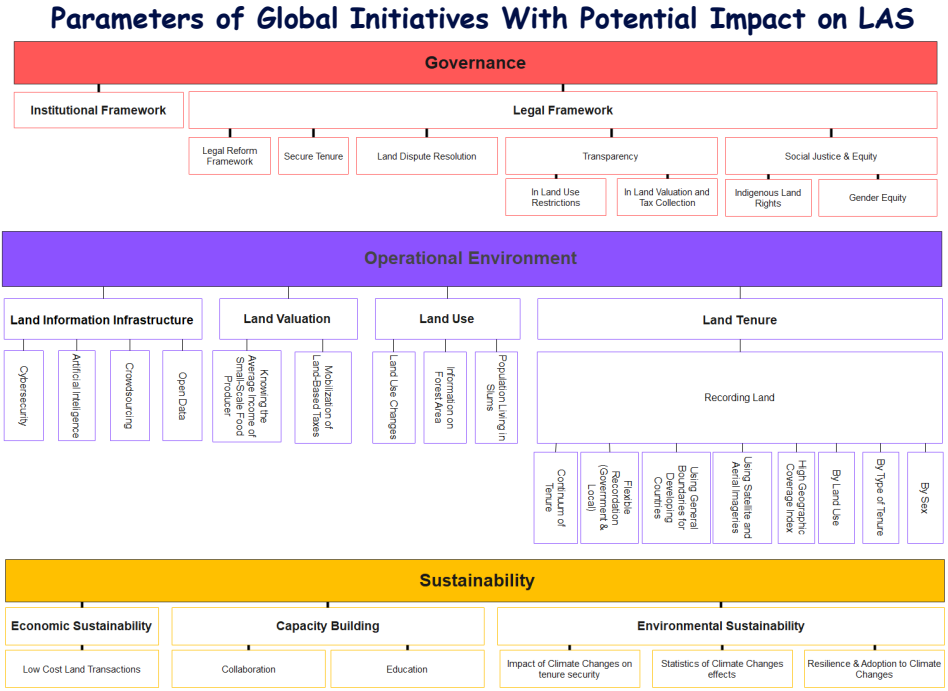 Parameters of Global Initiatives With Potential Impact on LAS
Governance
Institutional Framework
Legal Framework
Legal Reform
Framework
Secure Tenure
Land Dispute Resolution
Transparency
Social Justice & Equity
In Land Use
Restrictions
In Land Valuation and
Tax Collection
Indigenous Land
Rights
Gender Equity
Operational Environment
Land Information Infrastructure
Land Valuation
Land Use
Land Tenure
Cybersecurity
Artificial Inteligence
Crowdsourcing
Open Data
Knowing the
Average Income of
Small-Scale Food
Producer
Mobilization of
Land-Based Taxes
Land Use Changes
Information on
Forest Area
Population Living in
Slums
Recording Land
Continuum of
Tenure
Flexible
Recordation
(Government &
Local)
Using General
Boundaries for
Developing
Countries
Using Satellite and
Aerial Imageries
High Geographic
Coverage Index
By Land Use
By Type of Tenure
By Sex
Sustainability
Economic Sustainability
Capacity Building
Environmental Sustainability
Low Cost Land Transactions
Collaboration
Education
Impact of Climate Changes on
tenure security
Statistics of Climate Changes
effects
Resilience & Adoption to Climate
Changes